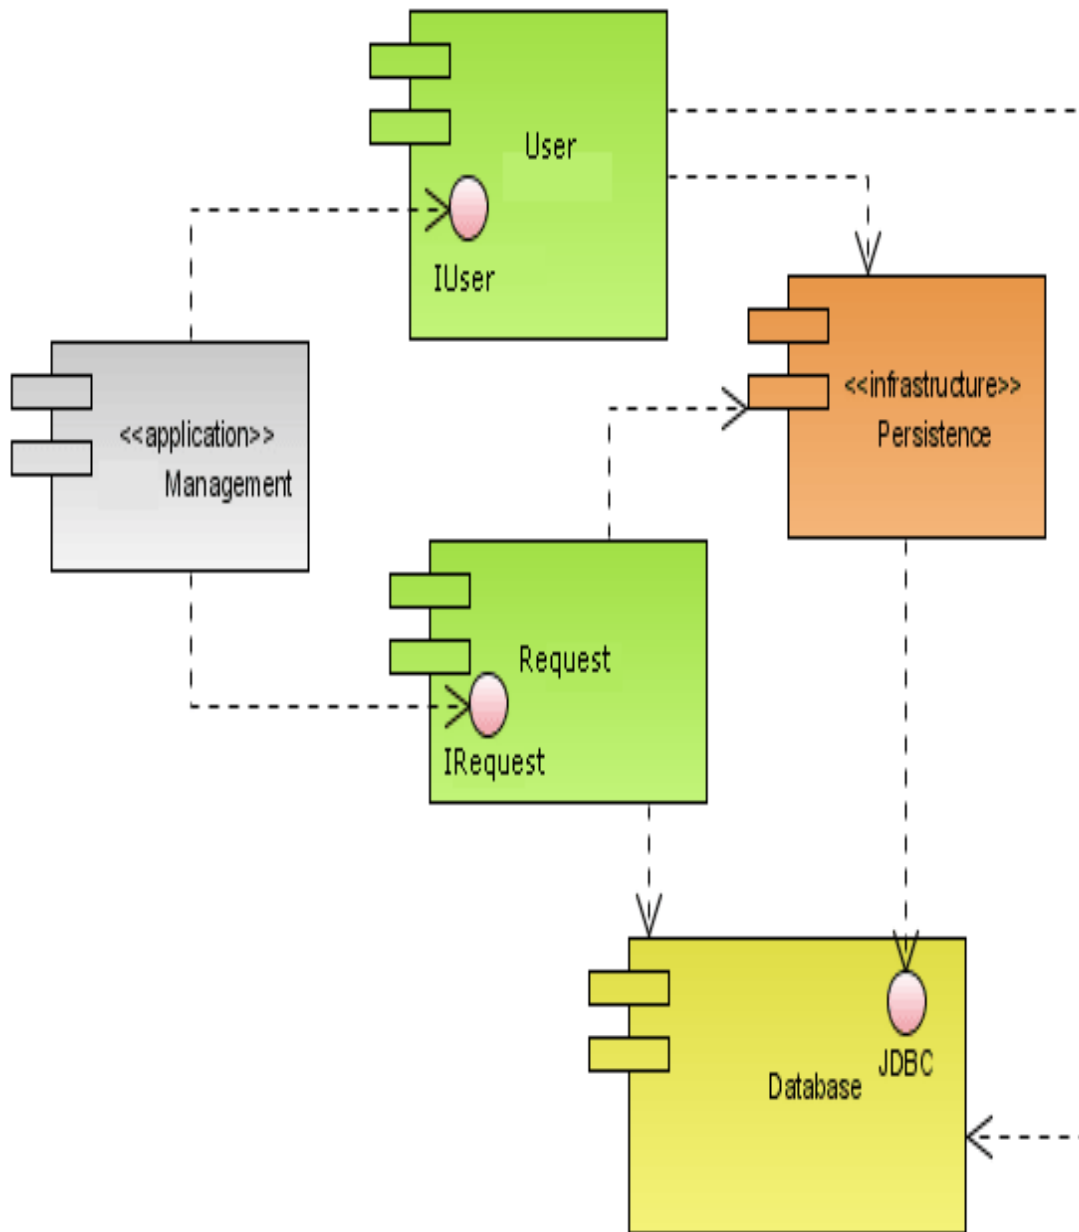 User
IUser
<<application>>
Management
<<infrastructure>>
Persistence
Request
IRequest
JDBC
Database